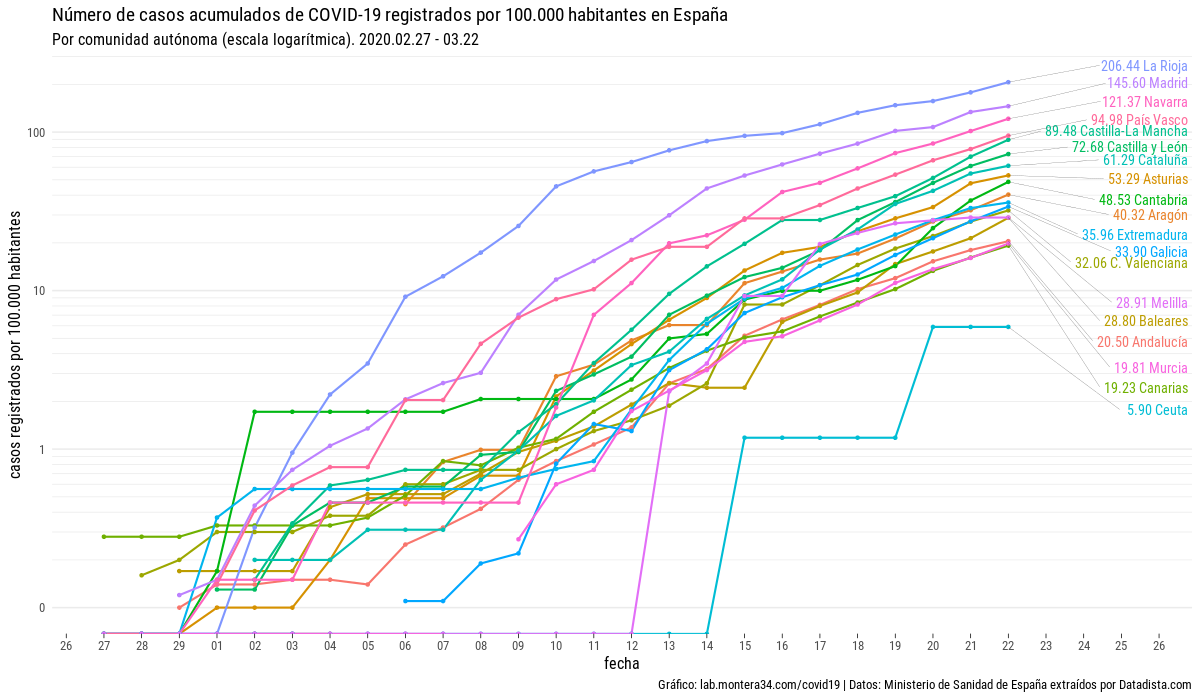 Número de casos acumulados de COVID-19 registrados por 100.000 habitantes en España
Por comunidad autónoma (escala logarítmica). 2020.02.27 - 03.22
casos registrados por 100.000 habitantes
100
10
1
0
206.44 La Rioja
145.60 Madrid
121.37 Navarra
94.98 País Vasco
89.48 Castilla-La Mancha
72.68 Castilla y León
61.29 Cataluña
53.29 Asturias
48.53 Cantabria
40.32 Aragón
35.96 Extremadura
33.90 Galicia
32.06 C. Valenciana
28.91 Melilla
28.80 Baleares
20.50 Andalucía
19.81 Murcia
19.23 Canarias
5.90 Ceuta
26 27 28 29 01 02 03 04 05 06 07 08 09 10 11 12 13 14 15 16 17 18 19 20 21 22 23 24 25 26
fecha
Gráfico: lab.montera34.com/covid19 | Datos: Ministerio de Sanidad de España extraídos por Datadista.com